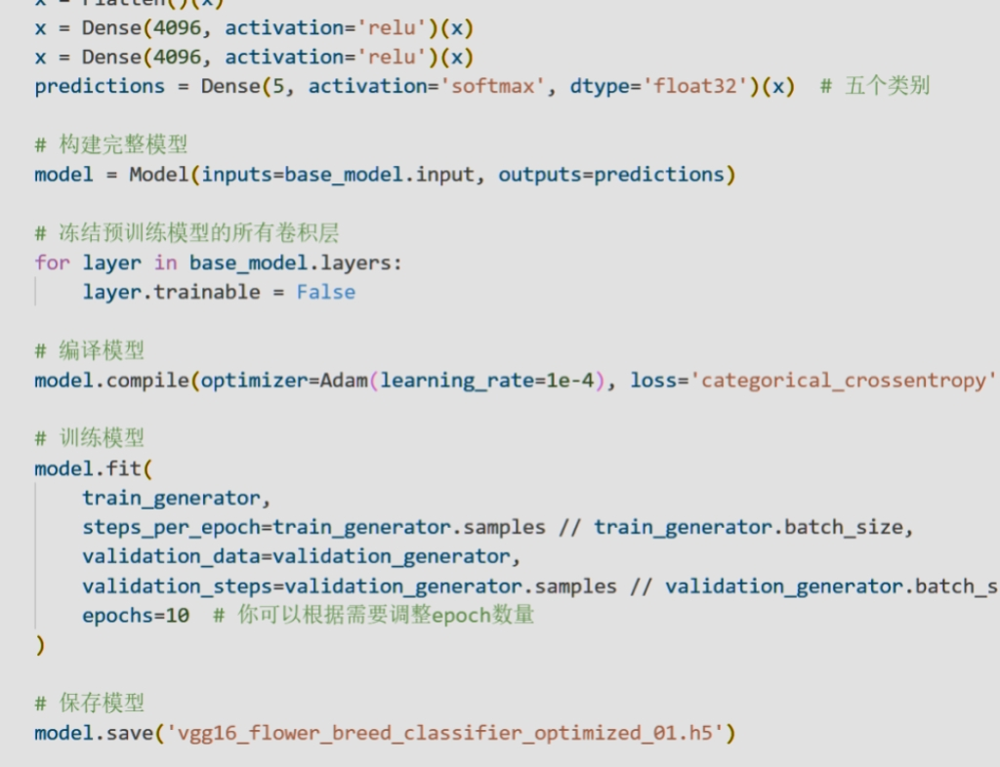 x = Flatten()(x)
x = Dense(4096, activation='relu')(x)
x = Dense(4096, activation='relu')(x)
predictions = Dense(5, activation='softmax', dtype='float32')(x)  # 五个类别
# 构建完整模型
model = Model(inputs=base_model.input, outputs=predictions)
# 冻结预训练模型的所有卷积层
for layer in base_model.layers:
    layer.trainable = False
# 编译模型
model.compile(optimizer=Adam(learning_rate=1e-4), loss='categorical_crossentropy'
# 训练模型
model.fit(
    train_generator,
    steps_per_epoch=train_generator.samples // train_generator.batch_size,
    validation_data=validation_generator,
    validation_steps=validation_generator.samples // validation_generator.batch_s
    epochs=10  # 你可以根据需要调整epoch数量
)
# 保存模型
model.save('vgg16_flower_breed_classifier_optimized_01.h5')